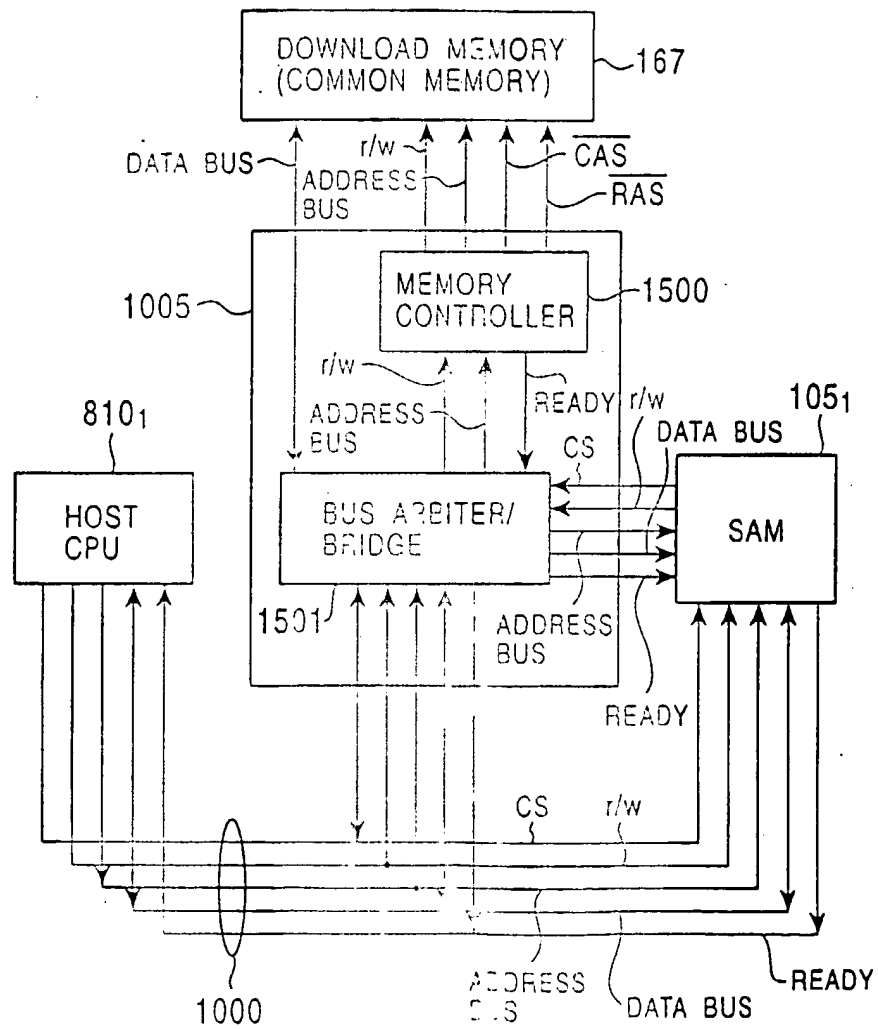 DOWNLOAD MEMORY
(COMMON MEMORY)
167
DATA BUS
r/w
ADDRESS
BUS
CAS
RAS
1005
MEMORY
CONTROLLER
1500
r/w
ADDRESS
BUS
READY
r/w
DATA BUS
CS
105₁
810₁
HOST
CPU
BUS ARBITER/
BRIDGE
SAM
1501
ADDRESS
BUS
READY
CS
r/w
1000
ADDRESS
BUS
DATA BUS
READY